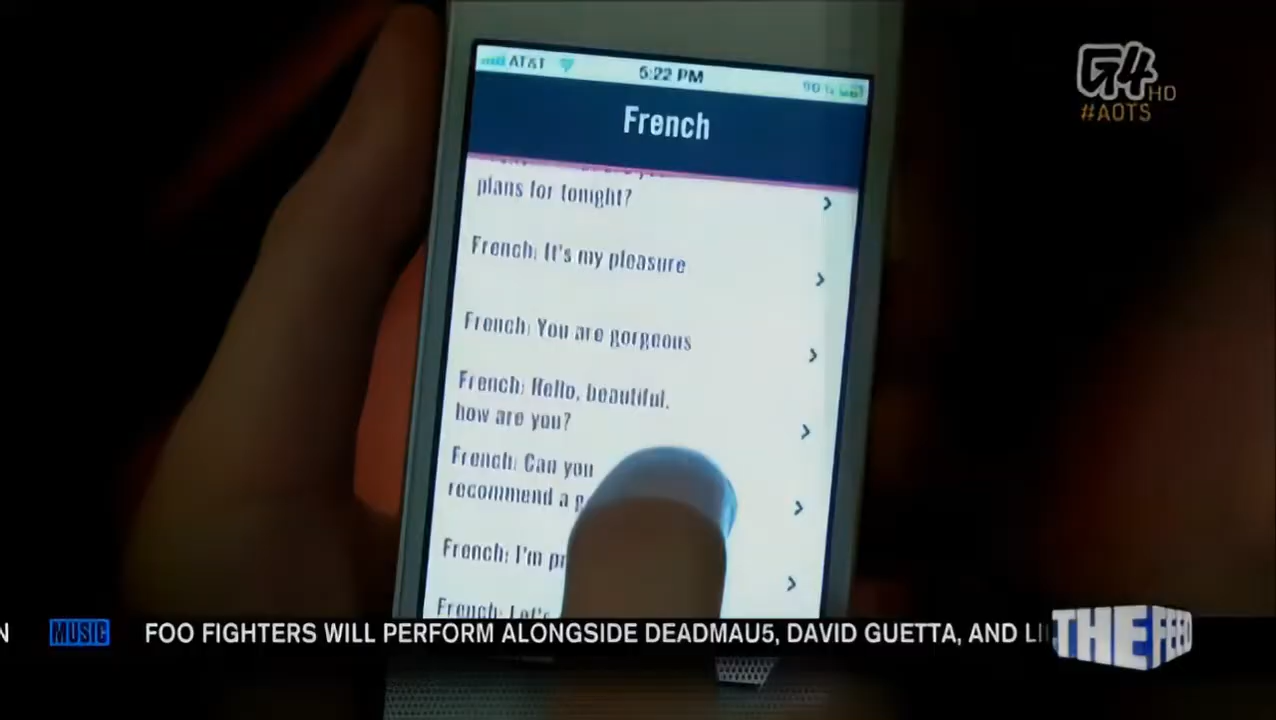 AT&T
5:22 PM
French
plans for tonight?
French: It's my pleasure
French: You are gorgeous
French: Hello, beautiful,
how are you?
French: Can you
recommend a
French: I'm
French: Let's
G4
HD
#AOTS
MUSIC
FOO FIGHTERS WILL PERFORM ALONGSIDE DEADMAU5, DAVID GUETTA, AND
THE FEED